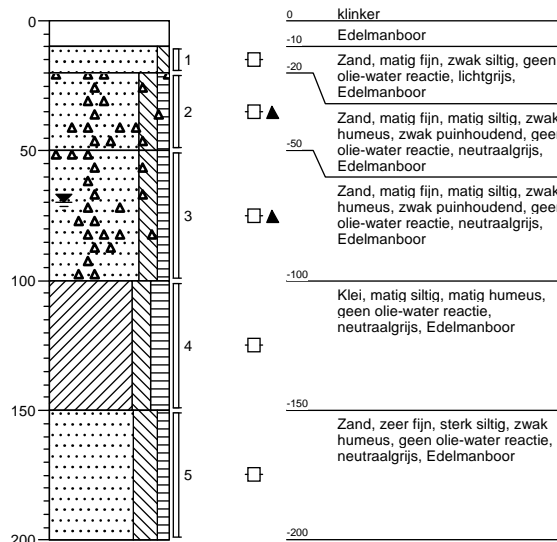 0
50
100
150
200
1
2
3
4
5
0 klinker
Edelmanboor
-10
Zand, matig fijn, zwak siltig, geen
olie-water reactie, lichtgrijs,
Edelmanboor
-20
Zand, matig fijn, matig siltig, zwak
humeus, zwak puinhoudend, geen
olie-water reactie, neutraalgrijs,
Edelmanboor
-50
Zand, matig fijn, matig siltig, zwak
humeus, zwak puinhoudend, geen
olie-water reactie, neutraalgrijs,
Edelmanboor
-100
Klei, matig siltig, matig humeus,
geen olie-water reactie,
neutraalgrijs, Edelmanboor
-150
Zand, zeer fijn, sterk siltig, zwak
humeus, geen olie-water reactie,
neutraalgrijs, Edelmanboor
-200